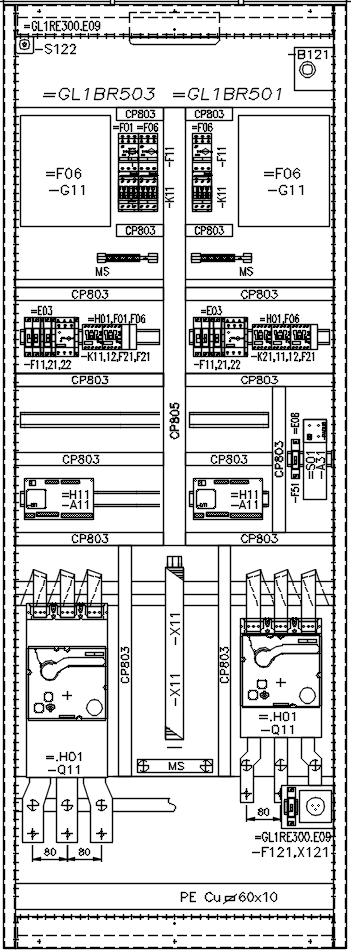 =GL1RE300.E09
-S122
-B121
=GL1BR503 =GL1BR501
CP803
CP803
=F01 =F06
=F06
=F06
-G11
-F11
-K11
-F11
-K11
=F06
-G11
CP803
CP803
MS
MS
CP803
CP803
=E03
=H01,F01,F06
=E03
=H01,F06
-F11,21,22
-K11,12,F21,F21
-F11,21,22
-K21,11,12,F21
CP803
CP803
CP805
=E08
-F51
=S01
-A31
CP803
CP803
CP803
=H11
-A11
=H11
-A11
CP803
CP803
CP803
-X11
-X11
CP803
=.H01
-Q11
=.H01
-Q11
MS
80
80
80
=GL1RE300.E09
-F121,X121
PE Cu 60x10